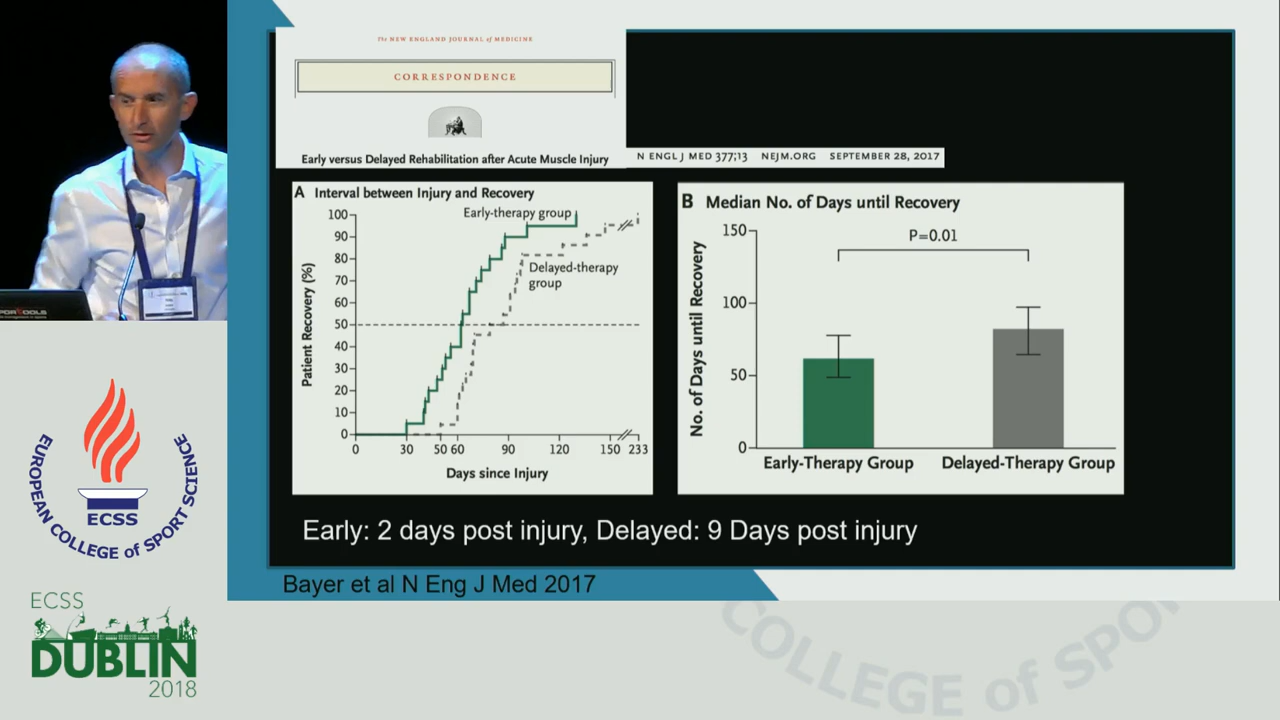 The NEW ENGLAND JOURNAL of MEDICINE
CORRESPONDENCE
Early versus Delayed Rehabilitation after Acute Muscle Injury
N ENGL J MED 377;13 NEJM.ORG SEPTEMBER 28, 2017
A Interval between Injury and Recovery
Patient Recovery (%)
100
90
80
70
60
50
40
30
20
10
0
Early-therapy group
Delayed-therapy
group
0 30 50 60 90 120 150 233
Days since Injury
B Median No. of Days until Recovery
No. of Days until Recovery
150
100
50
0
P=0.01
Early-Therapy Group Delayed-Therapy Group
Early: 2 days post injury, Delayed: 9 Days post injury
Bayer et al N Eng J Med 2017
EUROPEAN COLLEGE of SPORT SCIENCE
ECSS
ECSS
DUBLIN
2018
COLLEGE of SPOR